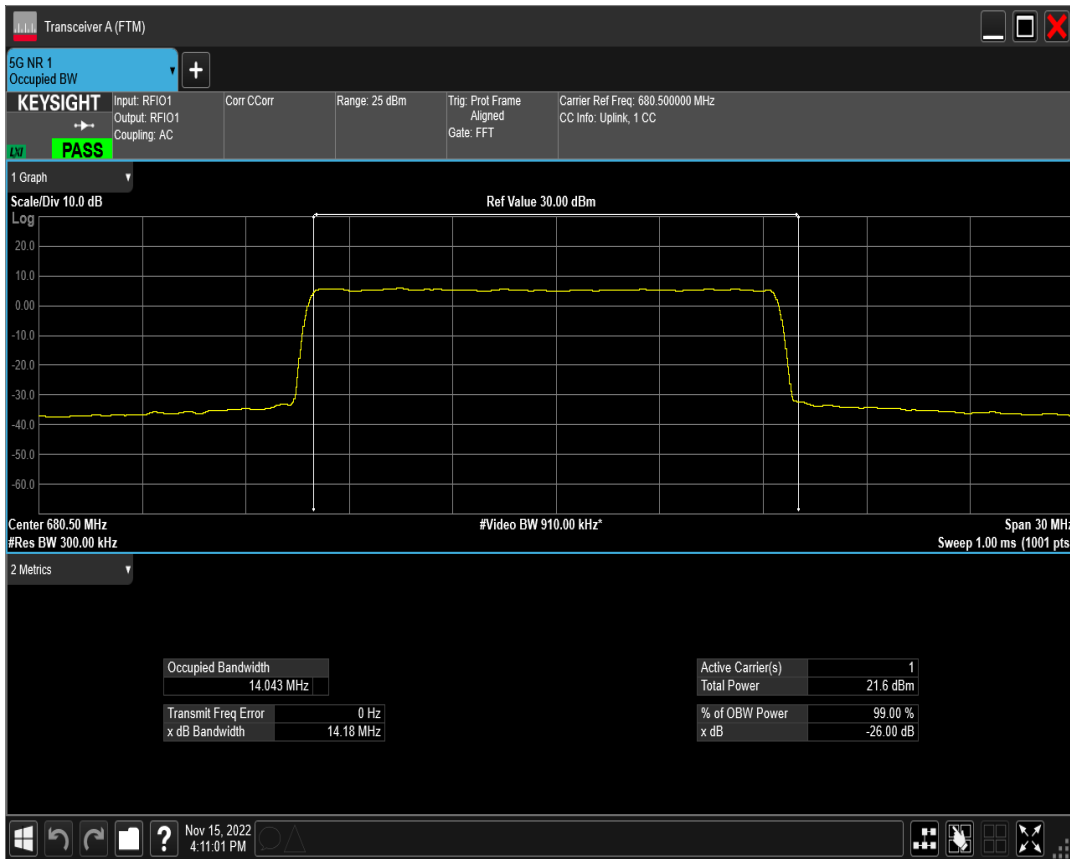 Transceiver A (FTM)
5G NR 1
Occupied BW
+
KEYSIGHT
LXI
PASS
Input: RFIO1
Output: RFIO1
Coupling: AC
Corr CCorr
Range: 25 dBm
Trig: Prot Frame
Aligned
Gate: FFT
Carrier Ref Freq: 680.500000 MHz
CC Info: Uplink, 1 CC
1 Graph
Scale/Div 10.0 dB
Ref Value 30.00 dBm
Log
20.0
10.0
0.00
-10.0
-20.0
-30.0
-40.0
-50.0
-60.0
Center 680.50 MHz
#Video BW 910.00 kHz*
Span 30 MHz
#Res BW 300.00 kHz
Sweep 1.00 ms (1001 pts
2 Metrics
Occupied Bandwidth
14.043 MHz
Transmit Freq Error 0 Hz
x dB Bandwidth 14.18 MHz
Active Carrier(s) 1
Total Power 21.6 dBm
% of OBW Power 99.00 %
x dB -26.00 dB
?
Nov 15, 2022
4:11:01 PM